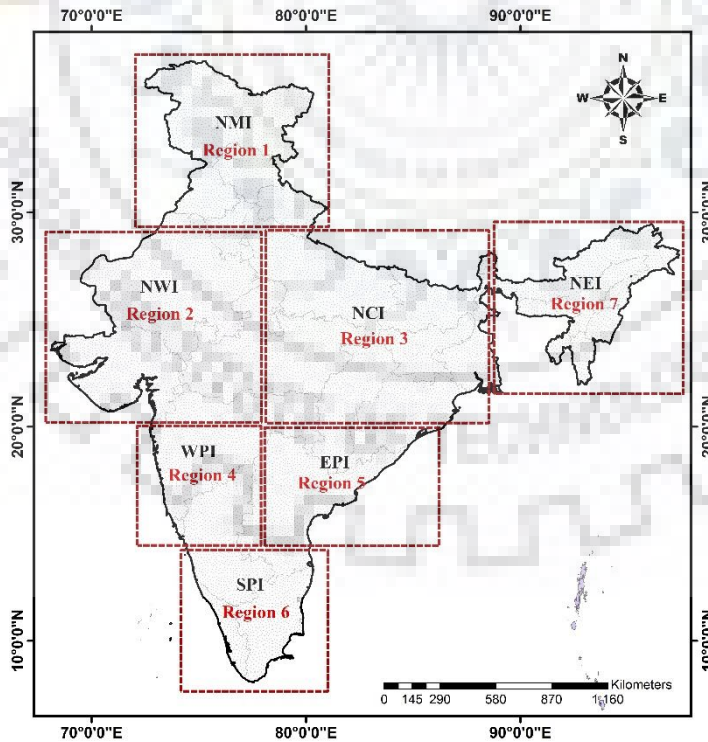 70°0'0"E 80°0'0"E 90°0'0"E
N
W E
S
NMI
Region 1
30°0'0"N 30°0'0"N
NWI
Region 2
NCI
Region 3
NEI
Region 7
20°0'0"N 20°0'0"N
WPI
Region 4
EPI
Region 5
SPI
Region 6
10°0'0"N 10°0'0"N
Kilometers
0 145 290 580 870 1,160
70°0'0"E 80°0'0"E 90°0'0"E